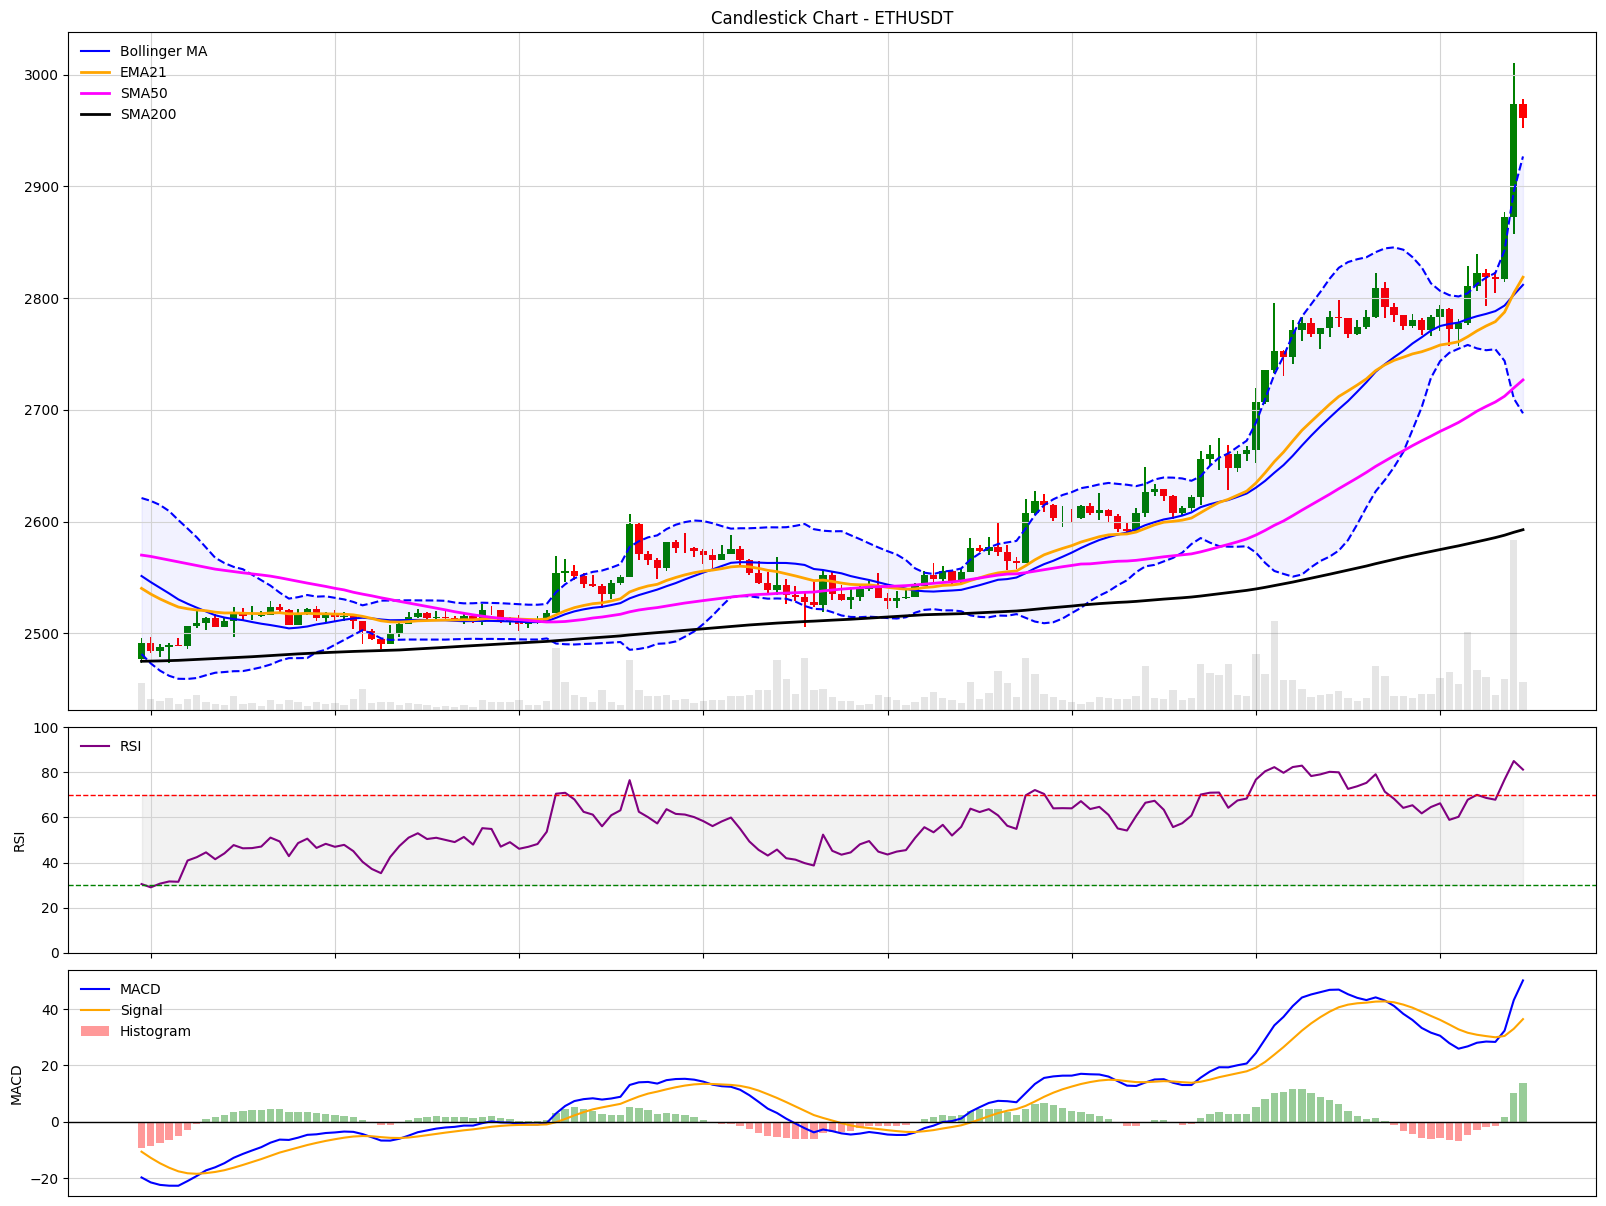 Candlestick Chart - ETHUSDT
Bollinger MA
EMA21
SMA50
SMA200
3000
2900
2800
2700
2600
2500
RSI
100
80
60
40
20
0
RSI
MACD
Signal
Histogram
40
20
0
−20
MACD